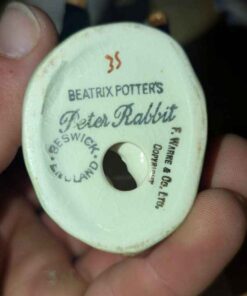 35
BEATRIX POTTER'S
Peter Rabbit
F. WARNE & CO. LTD.
COPYRIGHT
BESWICK
ENGLAND